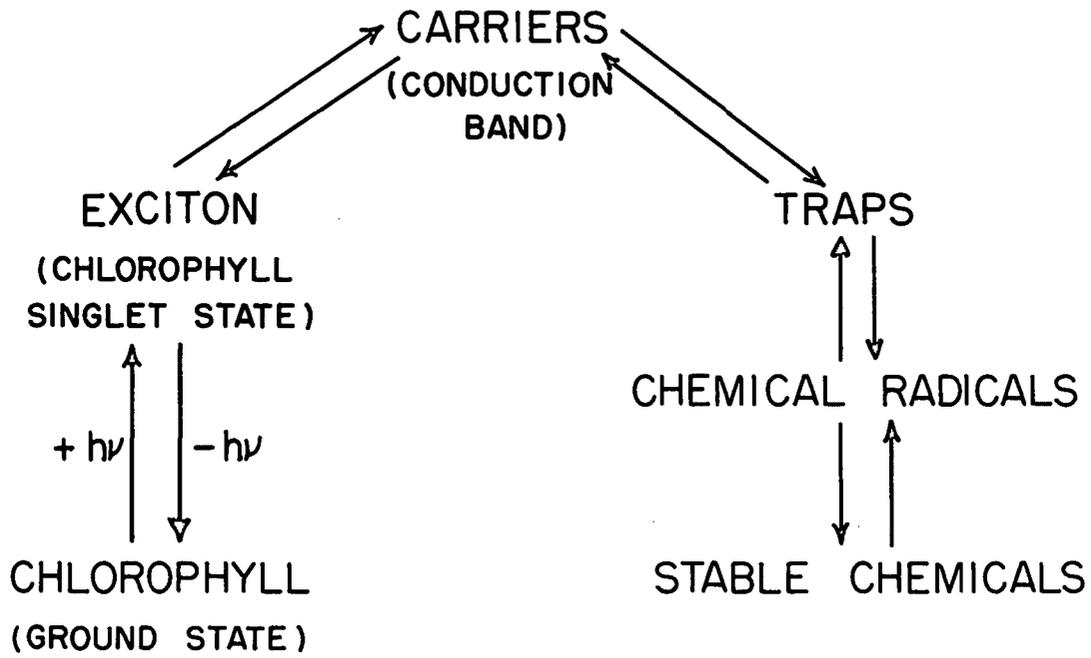 CARRIERS
(CONDUCTION
BAND)
EXCITON
(CHLOROPHYLL
SINGLET STATE)
+ hν
– hν
CHLOROPHYLL
(GROUND STATE)
TRAPS
CHEMICAL RADICALS
STABLE CHEMICALS